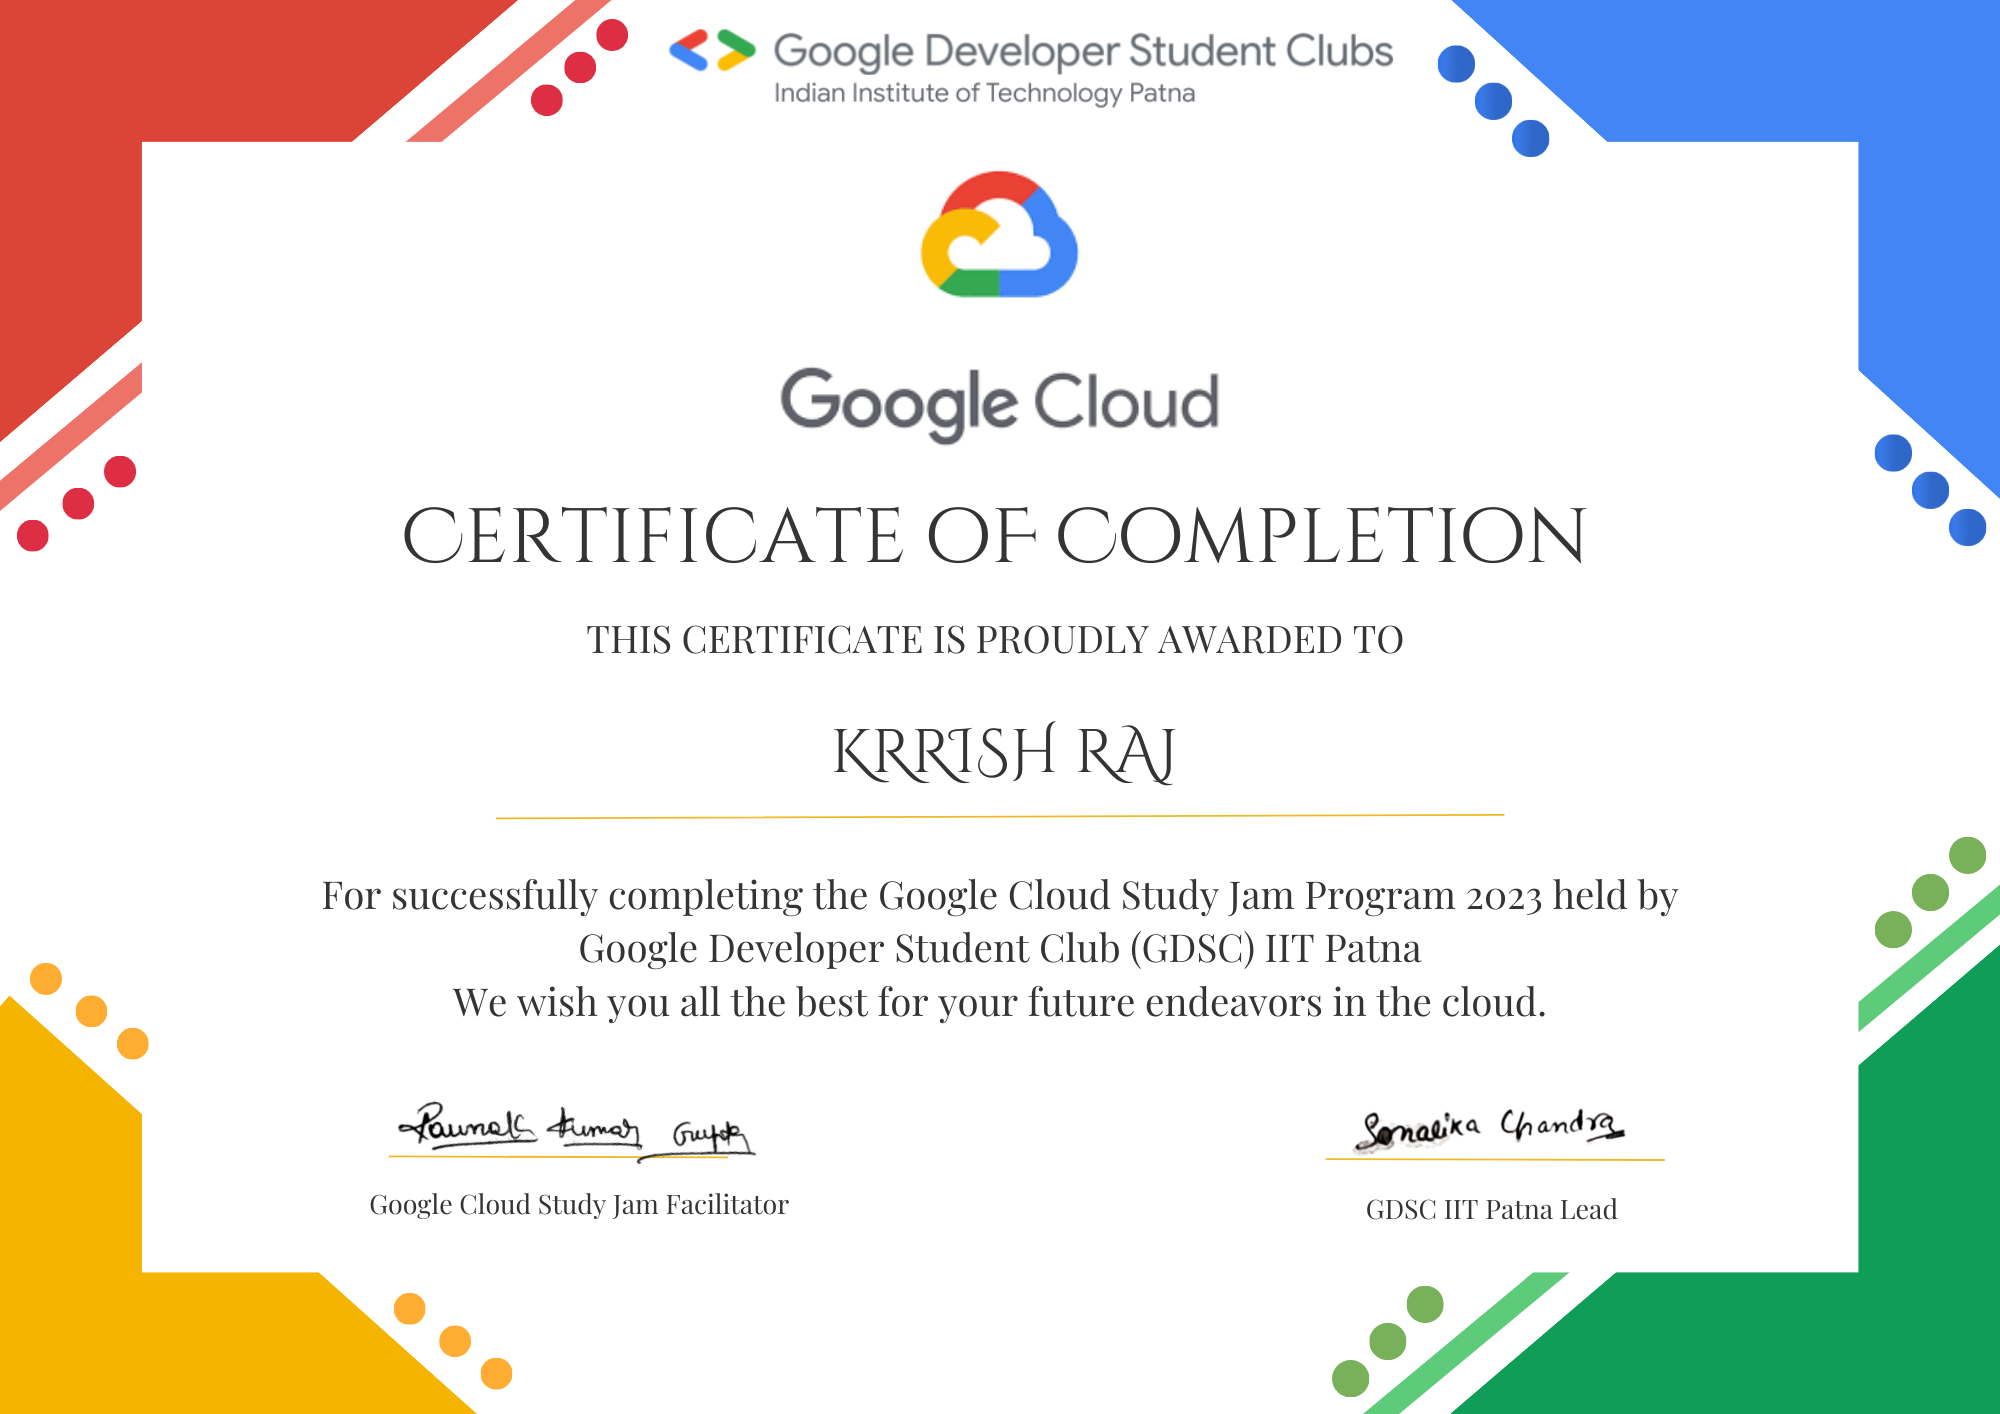 Google Developer Student Clubs
Indian Institute of Technology Patna
Google Cloud
CERTIFICATE OF COMPLETION
THIS CERTIFICATE IS PROUDLY AWARDED TO
KRRISH RAJ
For successfully completing the Google Cloud Study Jam Program 2023 held by
Google Developer Student Club (GDSC) IIT Patna
We wish you all the best for your future endeavors in the cloud.
Raunak Kumar Gupta
Sonalika Chandra
Google Cloud Study Jam Facilitator
GDSC IIT Patna Lead